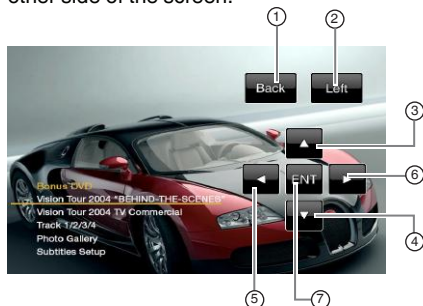 other side of the screen.
① ②
Back Left
③
ENT
⑥
Bonus DVD
Vision Tour 2004 "BEHIND-THE-SCENES"
Vision Tour 2004 TV Commercial
Track 1/2/3/4
Photo Gallery
Subtitles Setup
④
⑤ ⑦